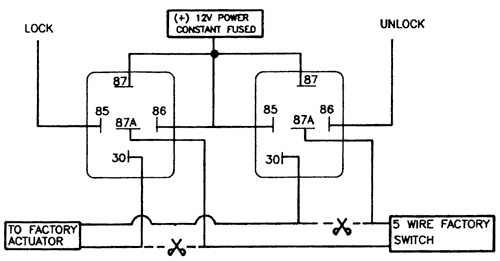 (+) 12V POWER
CONSTANT FUSED
LOCK
UNLOCK
87
87
85
86
87A
85
86
87A
30
30
TO FACTORY
ACTUATOR
5 WIRE FACTORY
SWITCH